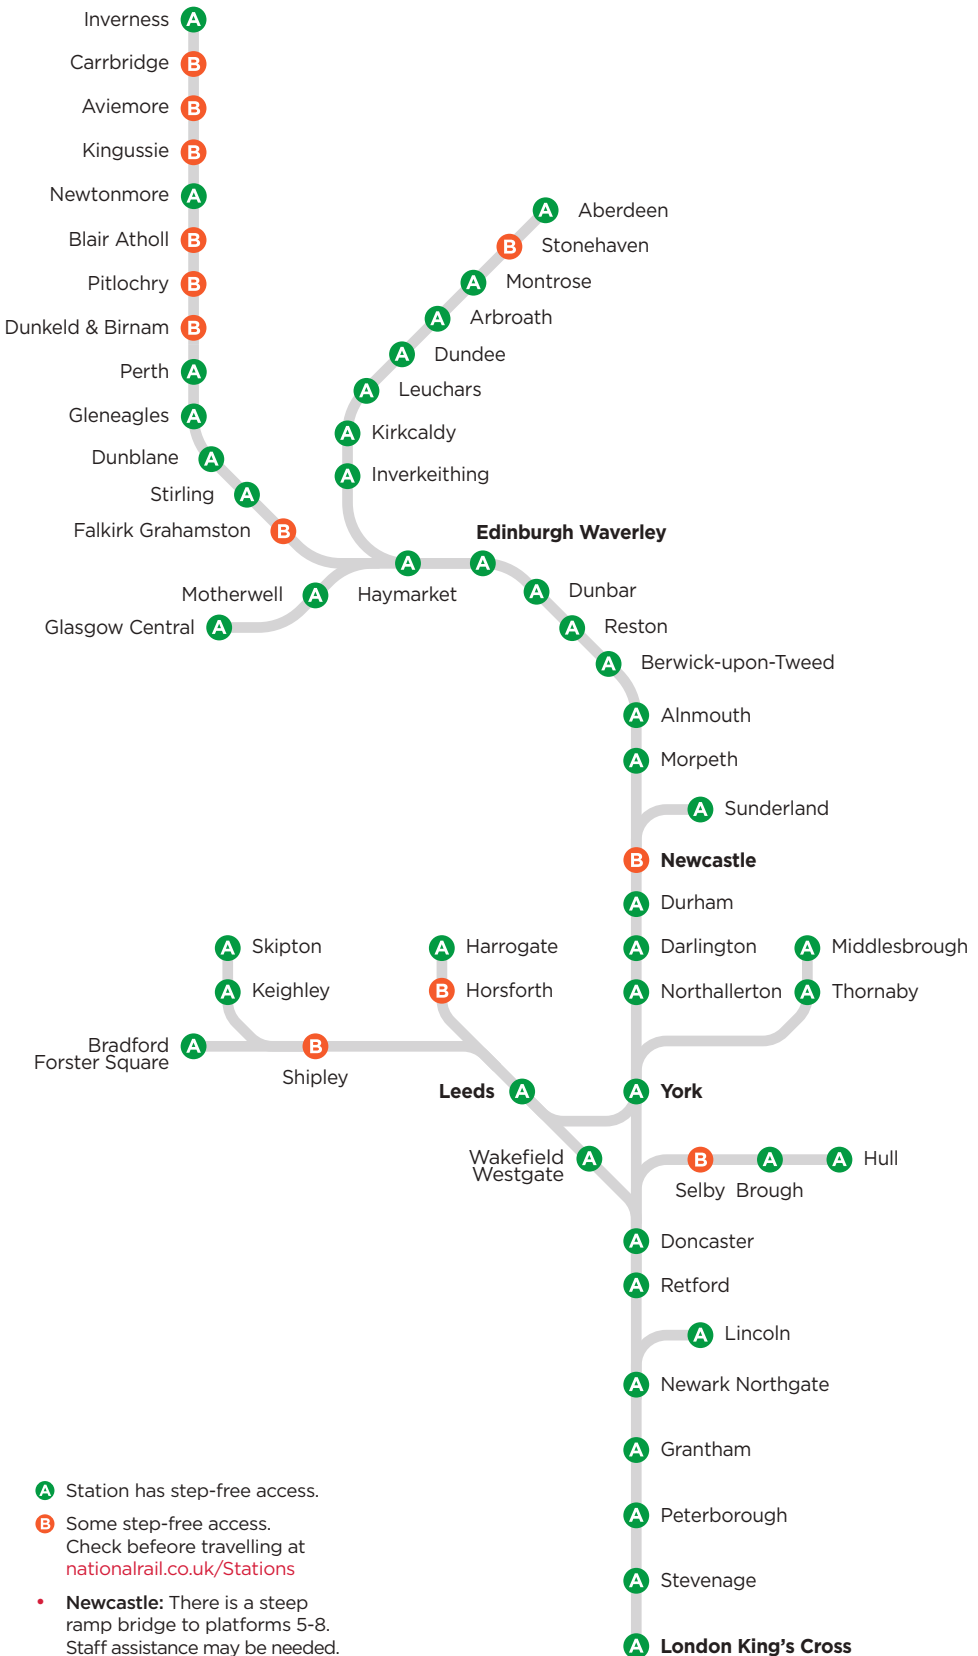 Inverness A
Carrbridge B
Aviemore B
Kingussie B
Newtonmore A
Blair Atholl B
Pitlochry B
Dunkeld & Birnam B
Perth A
Gleneagles A
Dunblane A
Stirling A
Falkirk Grahamston B
Motherwell A
Glasgow Central A
A Aberdeen
B Stonehaven
A Montrose
A Arbroath
A Dundee
A Leuchars
A Kirkcaldy
A Inverkeithing
A Haymarket
Edinburgh Waverley
A
A Dunbar
A Reston
A Berwick-upon-Tweed
A Alnmouth
A Morpeth
A Sunderland
B Newcastle
A Durham
A Darlington
A Northallerton
A Middlesbrough
A Thornaby
A Skipton
A Keighley
Bradford A
Forster Square
B
Shipley
A Harrogate
B Horsforth
Leeds A
A York
Wakefield A
Westgate
B A A Hull
Selby Brough
A Doncaster
A Retford
A Lincoln
A Newark Northgate
A Grantham
A Peterborough
A Stevenage
A London King's Cross
A Station has step-free access.
B Some step-free access.
Check befeore travelling at
nationalrail.co.uk/Stations
• Newcastle: There is a steep
ramp bridge to platforms 5-8.
Staff assistance may be needed.